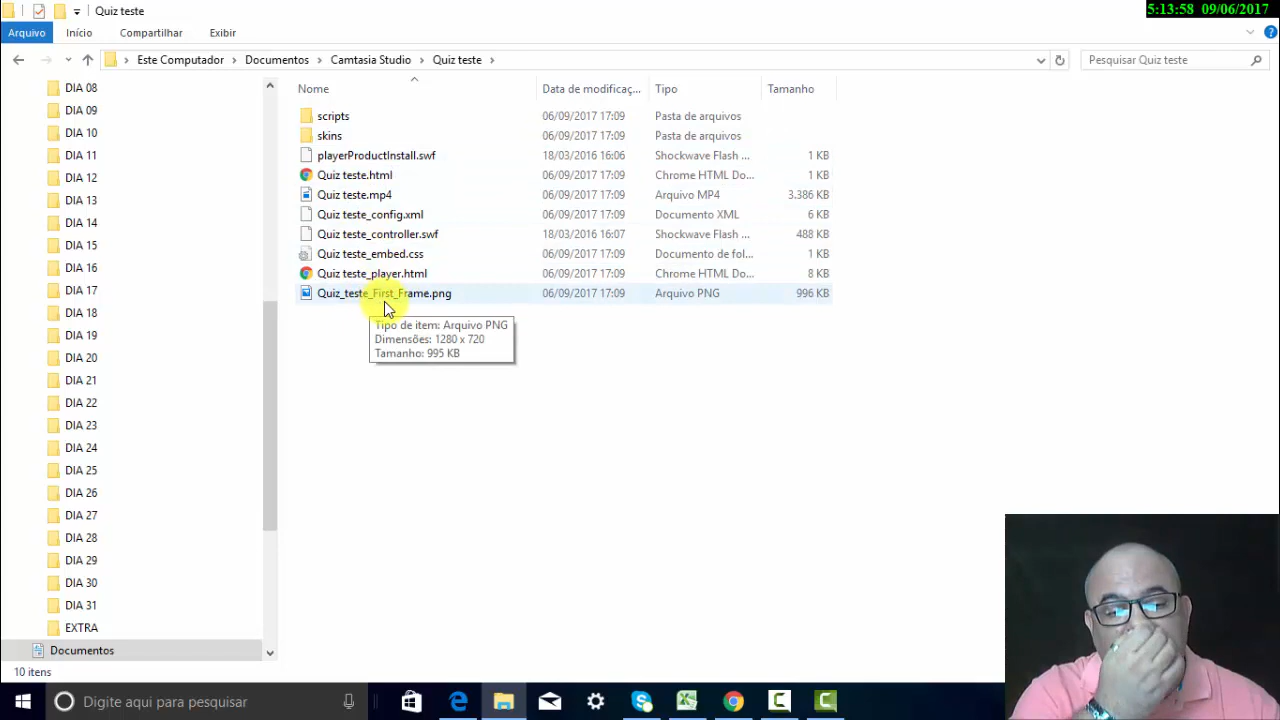 Quiz teste
5:13:58 09/06/2017
Arquivo Início Compartilhar Exibir
Este Computador Documentos Camtasia Studio Quiz teste
Pesquisar Quiz teste
Nome Data de modificaç... Tipo Tamanho
scripts 06/09/2017 17:09 Pasta de arquivos
skins 06/09/2017 17:09 Pasta de arquivos
playerProductInstall.swf 18/03/2016 16:06 Shockwave Flash ... 1 KB
Quiz teste.html 06/09/2017 17:09 Chrome HTML Do... 1 KB
Quiz teste.mp4 06/09/2017 17:09 Arquivo MP4 3.386 KB
Quiz teste_config.xml 06/09/2017 17:09 Documento XML 6 KB
Quiz teste_controller.swf 18/03/2016 16:07 Shockwave Flash ... 488 KB
Quiz teste_embed.css 06/09/2017 17:09 Documento de fol... 1 KB
Quiz teste_player.html 06/09/2017 17:09 Chrome HTML Do... 8 KB
Quiz_teste_First_Frame.png 06/09/2017 17:09 Arquivo PNG 996 KB
Tipo de item: Arquivo PNG
Dimensões: 1280 x 720
Tamanho: 995 KB
DIA 08
DIA 09
DIA 10
DIA 11
DIA 12
DIA 13
DIA 14
DIA 15
DIA 16
DIA 17
DIA 18
DIA 19
DIA 20
DIA 21
DIA 22
DIA 23
DIA 24
DIA 25
DIA 26
DIA 27
DIA 28
DIA 29
DIA 30
DIA 31
EXTRA
Documentos
10 itens
Digite aqui para pesquisar